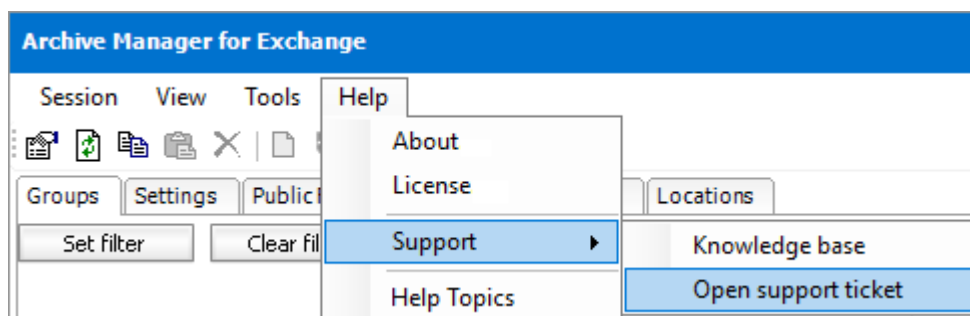 Archive Manager for Exchange
Session View Tools Help
About
License
Groups Settings Public Locations
Set filter Clear
Support
Knowledge base
Open support ticket
Help Topics